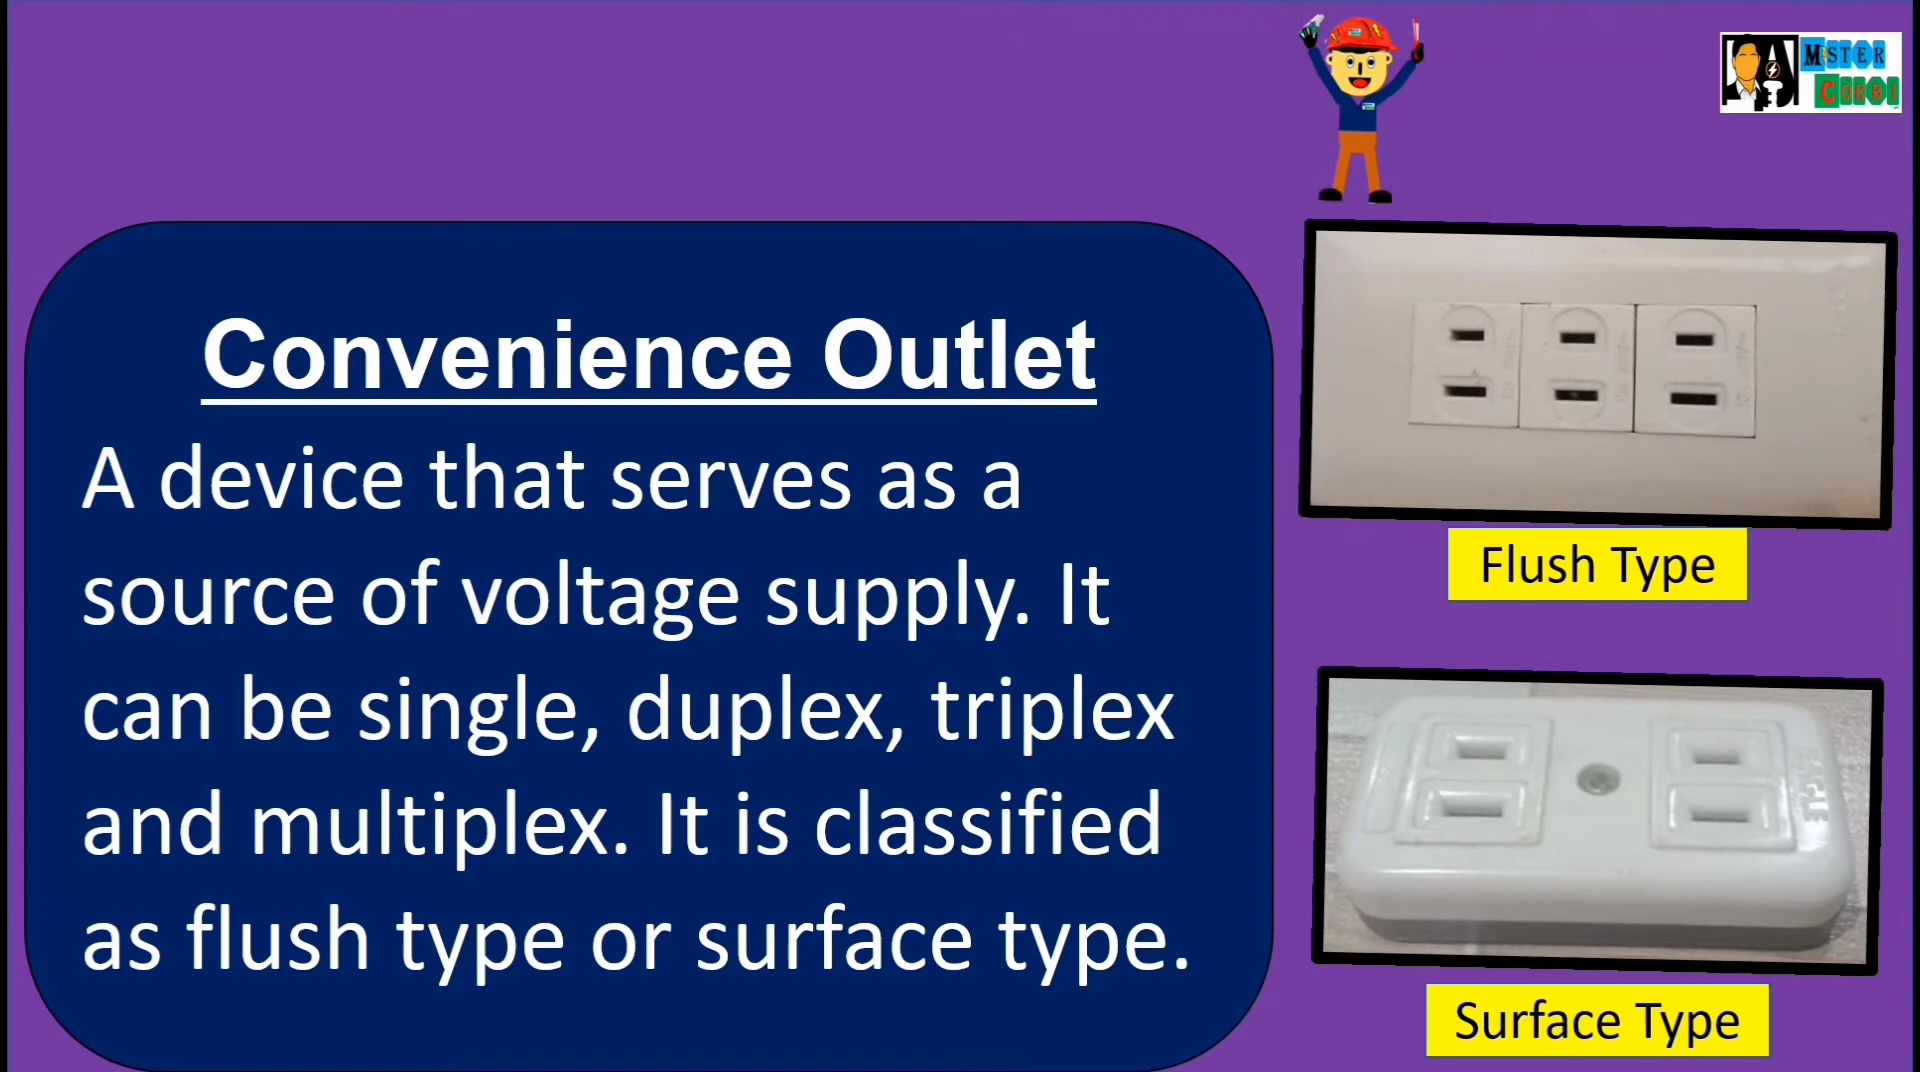 MISTER
Convenience Outlet
A device that serves as a
source of voltage supply. It
can be single, duplex, triplex
and multiplex. It is classified
as flush type or surface type.
Flush Type
Surface Type